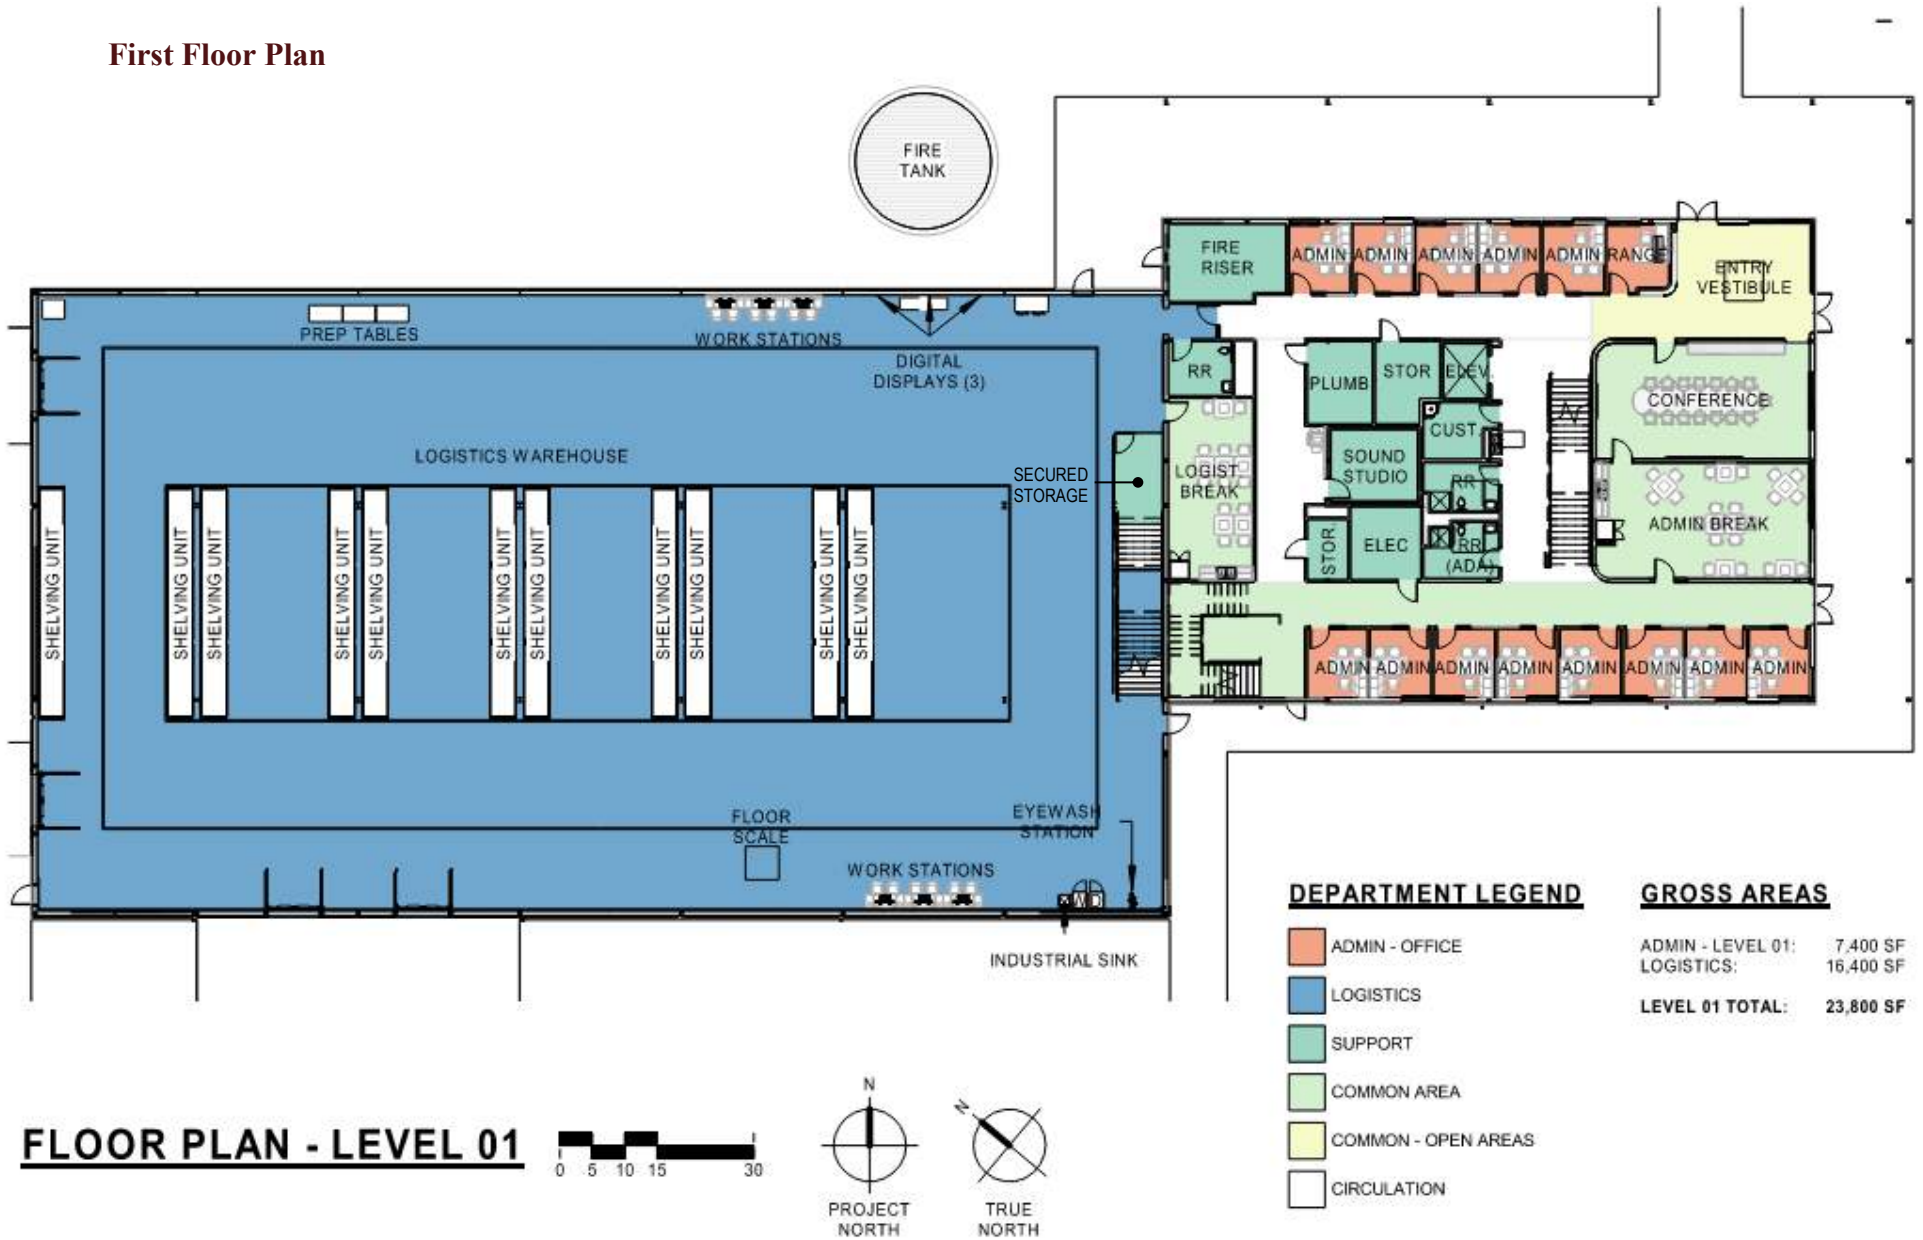 First Floor Plan
FIRE
TANK
FIRE
RISER
ADMIN
ADMIN
ADMIN
ADMIN
ADMIN
RANGE
ENTRY
VESTIBULE
PREP TABLES
WORK STATIONS
DIGITAL
DISPLAYS (3)
RR
PLUMB
STOR
ELEV.
CONFERENCE
CUST.
LOGISTICS WAREHOUSE
SECURED
STORAGE
LOGIST
BREAK
SOUND
STUDIO
RR
ADMIN BREAK
STOR.
ELEC
RR
(ADA)
SHELVING UNIT
SHELVING UNIT
SHELVING UNIT
SHELVING UNIT
SHELVING UNIT
SHELVING UNIT
SHELVING UNIT
SHELVING UNIT
SHELVING UNIT
SHELVING UNIT
SHELVING UNIT
ADMIN
ADMIN
ADMIN
ADMIN
ADMIN
ADMIN
ADMIN
ADMIN
FLOOR
SCALE
EYEWASH
STATION
WORK STATIONS
W D
INDUSTRIAL SINK
DEPARTMENT LEGEND
ADMIN - OFFICE
LOGISTICS
SUPPORT
COMMON AREA
COMMON - OPEN AREAS
CIRCULATION
GROSS AREAS
ADMIN - LEVEL 01: 7,400 SF
LOGISTICS: 16,400 SF
LEVEL 01 TOTAL: 23,800 SF
FLOOR PLAN - LEVEL 01
0 5 10 15 30
N
PROJECT
NORTH
N
TRUE
NORTH